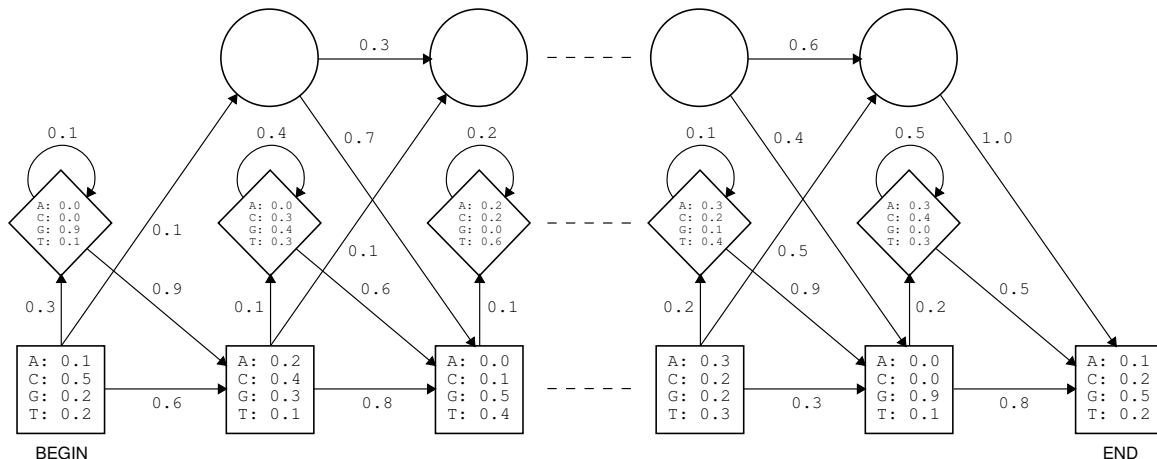 0.3
0.6
0.1
0.4
0.7
0.2
0.1
0.4
0.5
1.0
A: 0.0
C: 0.0
G: 0.9
T: 0.1
A: 0.0
C: 0.3
G: 0.4
T: 0.3
A: 0.2
C: 0.2
G: 0.0
T: 0.6
A: 0.3
C: 0.2
G: 0.1
T: 0.4
A: 0.3
C: 0.4
G: 0.0
T: 0.3
0.1
0.1
0.5
0.9
0.6
0.9
0.5
0.3
0.1
0.1
0.2
0.2
A: 0.1
C: 0.5
G: 0.2
T: 0.2
A: 0.2
C: 0.4
G: 0.3
T: 0.1
A: 0.0
C: 0.1
G: 0.5
T: 0.4
A: 0.3
C: 0.2
G: 0.2
T: 0.3
A: 0.0
C: 0.0
G: 0.9
T: 0.1
A: 0.1
C: 0.2
G: 0.5
T: 0.2
0.6
0.8
0.3
0.8
BEGIN
END